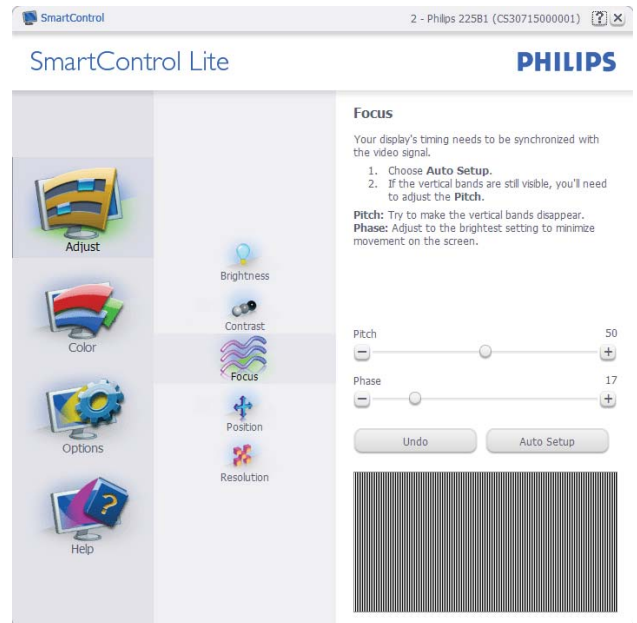 SmartControl
2 - Philips 225B1 (CS30715000001)
?
SmartControl Lite
PHILIPS
Adjust
Color
Options
Help
Brightness
Contrast
Focus
Position
Resolution
Focus
Your display's timing needs to be synchronized with
the video signal.
1. Choose Auto Setup.
2. If the vertical bands are still visible, you'll need
to adjust the Pitch.
Pitch: Try to make the vertical bands disappear.
Phase: Adjust to the brightest setting to minimize
movement on the screen.
Pitch 50
Phase 17
Undo Auto Setup